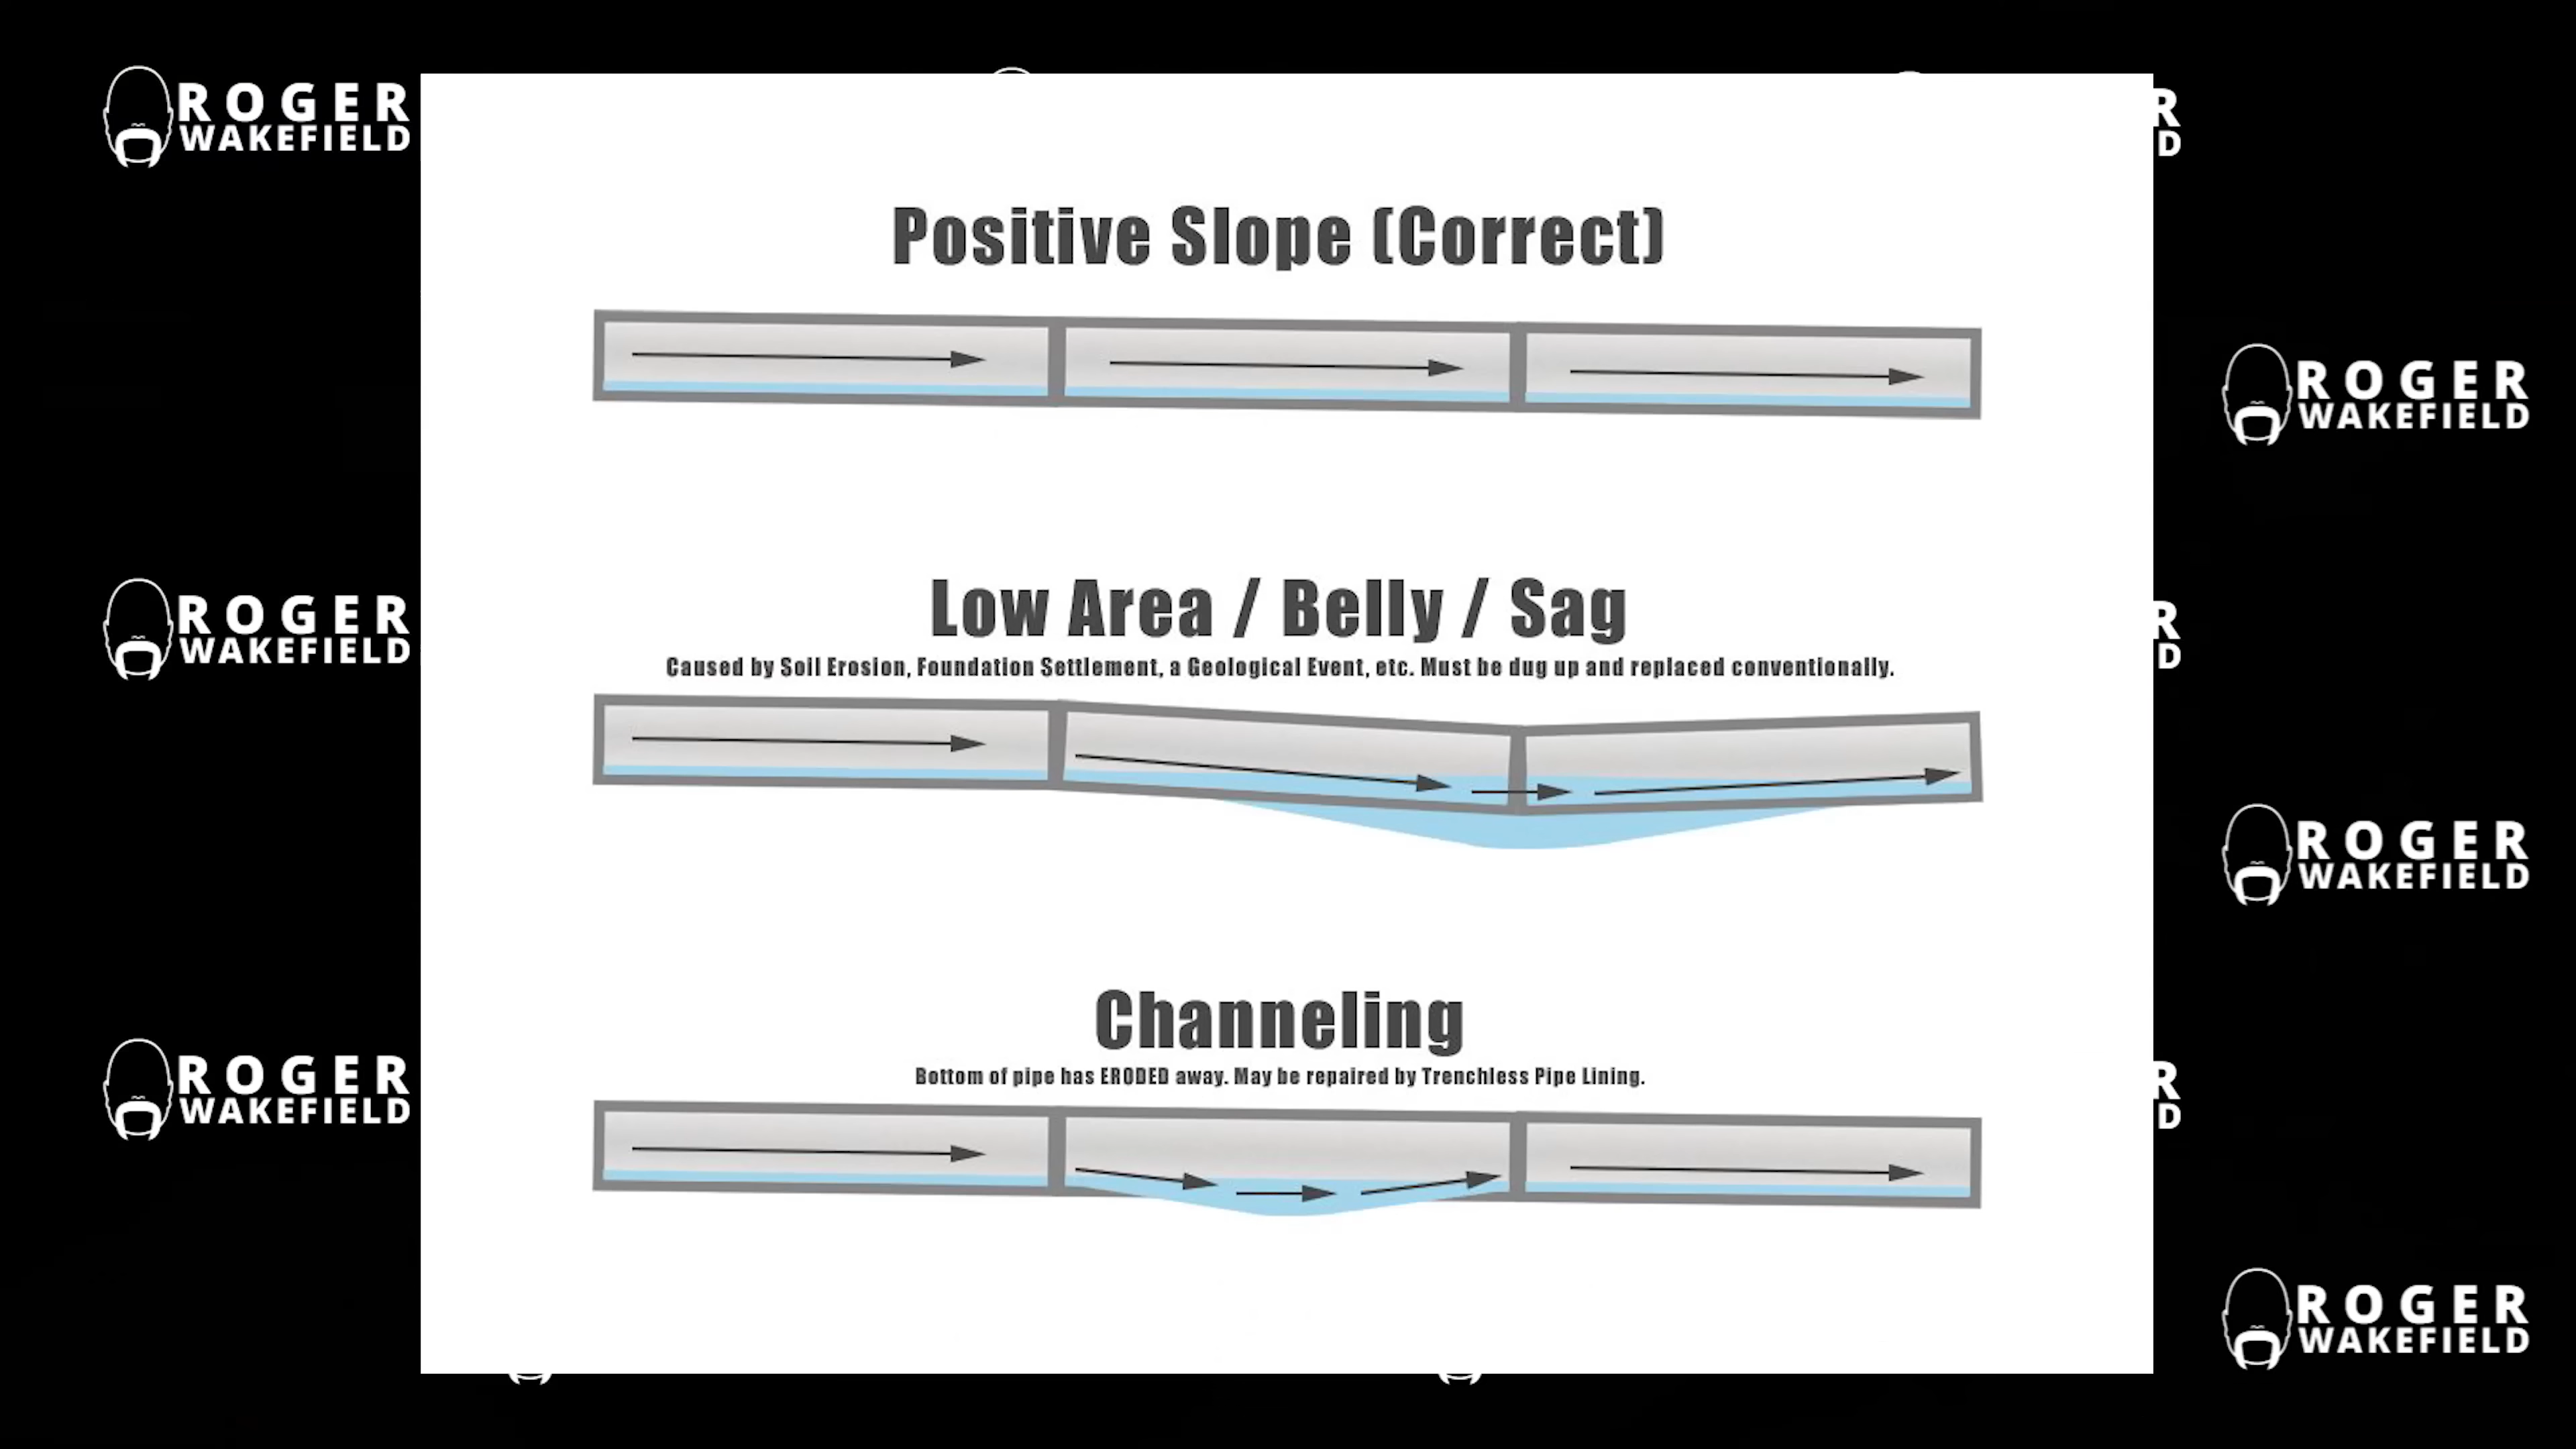 ROGER
WAKEFIELD
R
D
Positive Slope (Correct)
ROGER
WAKEFIELD
Low Area / Belly / Sag
Caused by Soil Erosion, Foundation Settlement, a Geological Event, etc. Must be dug up and replaced conventionally.
ROGER
WAKEFIELD
R
D
ROGER
WAKEFIELD
Channeling
Bottom of pipe has ERODED away. May be repaired by Trenchless Pipe Lining.
ROGER
WAKEFIELD
R
D
ROGER
WAKEFIELD